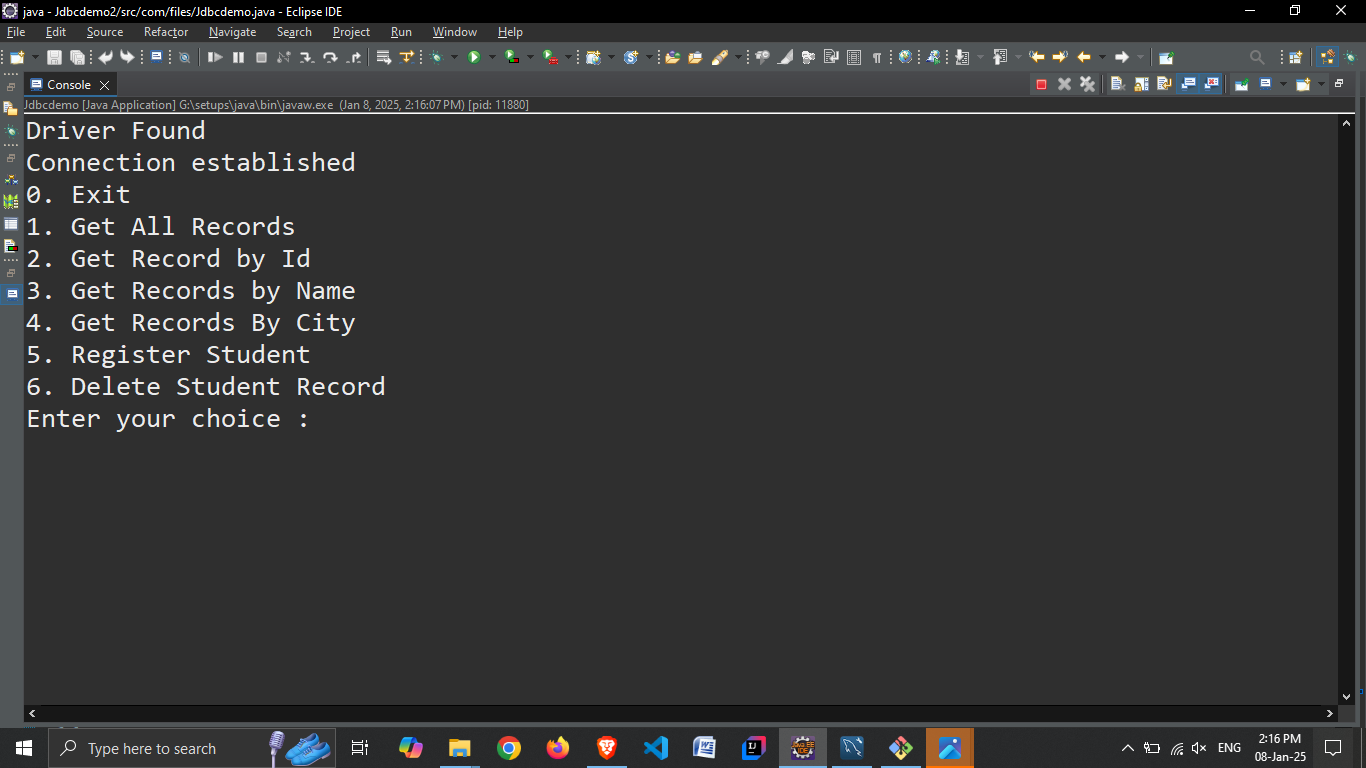 java - Jdbcdemo2/src/com/files/Jdbcdemo.java - Eclipse IDE
File Edit Source Refactor Navigate Search Project Run Window Help
Console
Jdbcdemo [Java Application] G:\setups\java\bin\javaw.exe (Jan 8, 2025, 2:16:07 PM) [pid: 11880]
Driver Found
Connection established
0. Exit
1. Get All Records
2. Get Record by Id
3. Get Records by Name
4. Get Records By City
5. Register Student
6. Delete Student Record
Enter your choice :
Type here to search
ENG
2:16 PM
08-Jan-25